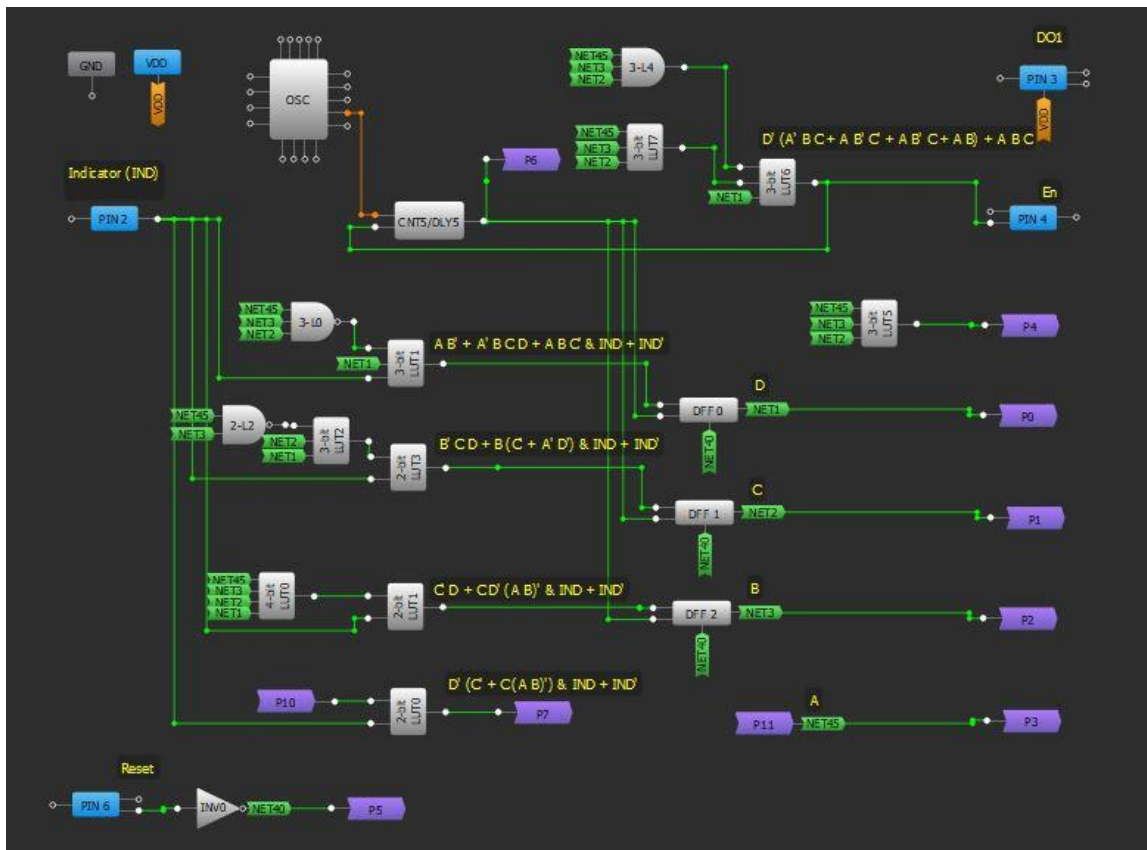 GND
VDD
VDD
OSC
NET45
NET3
NET2
3-L4
DO1
PIN 3
VDD
NET45
NET3
NET2
3-bit
LUT7
P6
D' (A' B C + A B' C' + A B' C + A B) + A B C
NET1
3-bit
LUT6
Indicator (IND)
PIN 2
CNT5/DLY5
En
PIN 4
NET45
NET3
NET2
3-L0
NET1
3-bit
LUT1
A B' + A' B C D + A B C' & IND + IND'
NET45
NET3
NET2
3-bit
LUT5
P4
D
DFF 0
NET1
NET40
P0
NET45
NET3
2-L2
NET2
NET1
3-bit
LUT2
2-bit
LUT3
B' C D + B (C' + A' D') & IND + IND'
C
DFF 1
NET2
NET40
P1
NET45
NET3
NET2
NET1
4-bit
LUT0
2-bit
LUT1
C' D + C D' (A B)' & IND + IND'
B
DFF 2
NET3
NET40
P2
P10
2-bit
LUT0
D' (C' + C (A B)') & IND + IND'
P7
A
P11
NET45
P3
Reset
PIN 6
INV0
NET40
P5